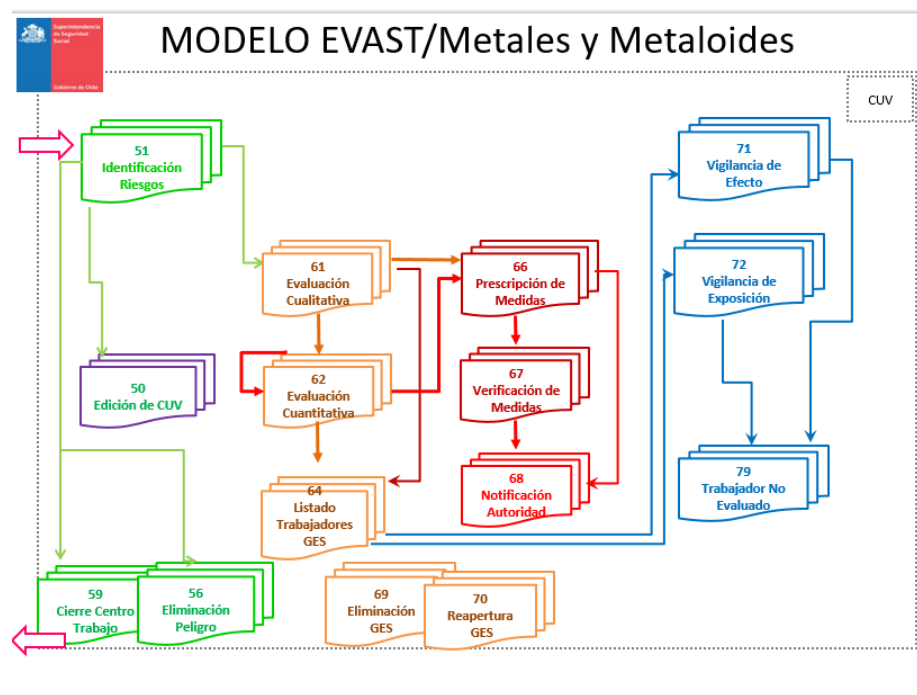 Superintendencia
de Seguridad
Social
Gobierno de Chile
MODELO EVAST/Metales y Metaloides
CUV
51
Identificación
Riesgos
71
Vigilancia de
Efecto
61
Evaluación
Cualitativa
66
Prescripción de
Medidas
72
Vigilancia de
Exposición
50
Edición de CUV
62
Evaluación
Cuantitativa
67
Verificación de
Medidas
64
Listado
Trabajadores
GES
68
Notificación
Autoridad
79
Trabajador No
Evaluado
59
Cierre Centro
Trabajo
56
Eliminación
Peligro
69
Eliminación
GES
70
Reapertura
GES